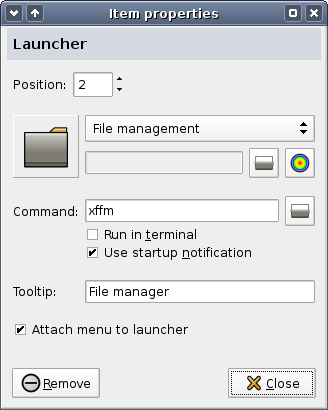 Item properties
Launcher
Position: 2
File management
Command: xffm
Run in terminal
Use startup notification
Tooltip: File manager
Attach menu to launcher
Remove Close